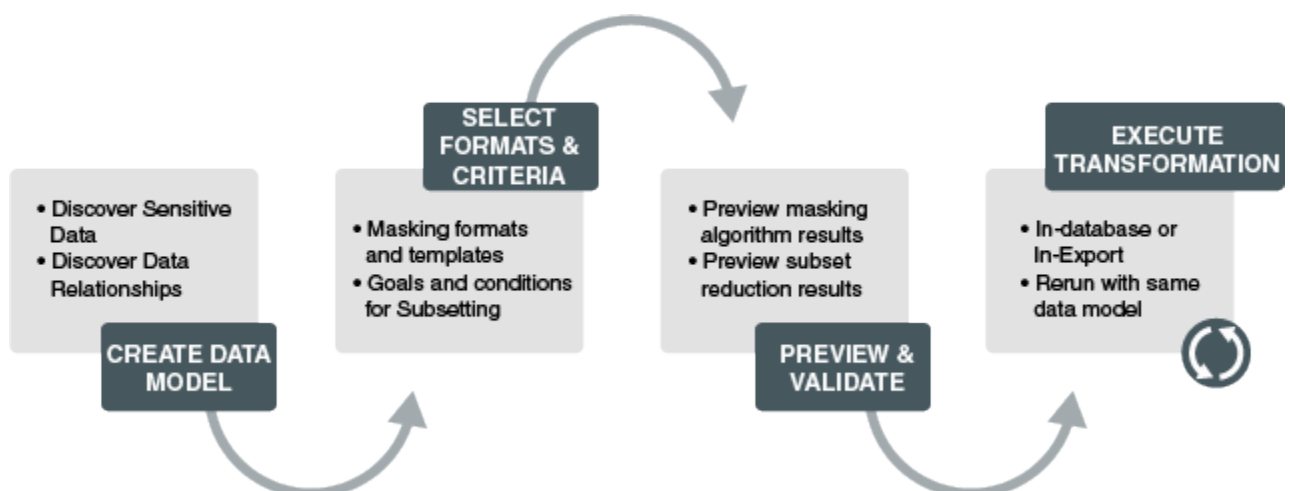 • Discover Sensitive
Data
• Discover Data
Relationships
CREATE DATA
MODEL
SELECT
FORMATS &
CRITERIA
• Masking formats
and templates
• Goals and conditions
for Subsetting
• Preview masking
algorithm results
• Preview subset
reduction results
PREVIEW &
VALIDATE
EXECUTE
TRANSFORMATION
• In-database or
In-Export
• Rerun with same
data model